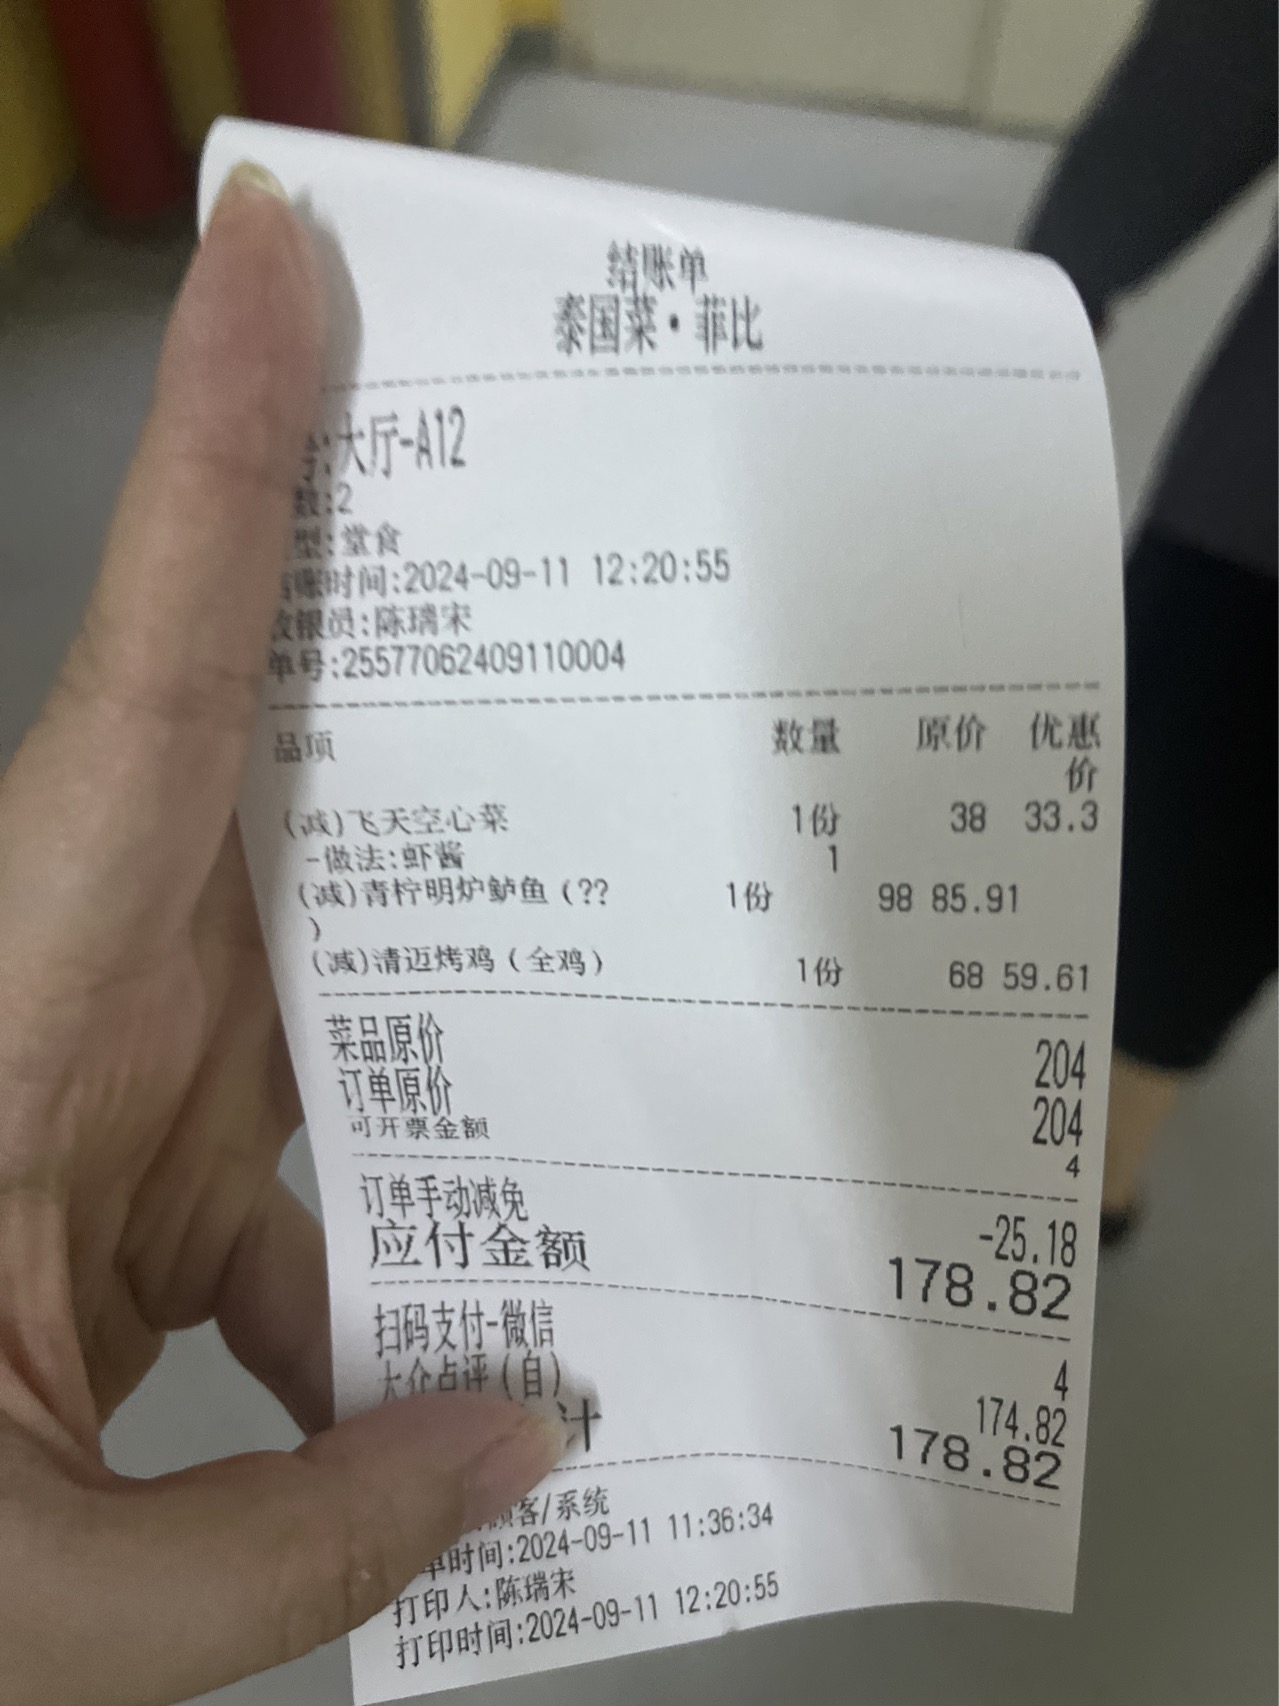 结账单
泰国菜·菲比
大厅-A12
数:2
型:堂食
账时间:2024-09-11 12:20:55
收银员:陈瑞宋
单号:25577062409110004
品项 数量 原价 优惠
价
(减)飞天空心菜 1份 38 33.3
-做法:虾酱 1
(减)青柠明炉鲈鱼(?? 1份 98 85.91
)
(减)清迈烤鸡(全鸡) 1份 68 59.61
菜品原价 204
订单原价 204
可开票金额 4
订单手动减免 -25.18
应付金额 178.82
扫码支付-微信 4
大众点评(自) 174.82
计 178.82
顾客/系统
单时间:2024-09-11 11:36:34
打印人:陈瑞宋
打印时间:2024-09-11 12:20:55